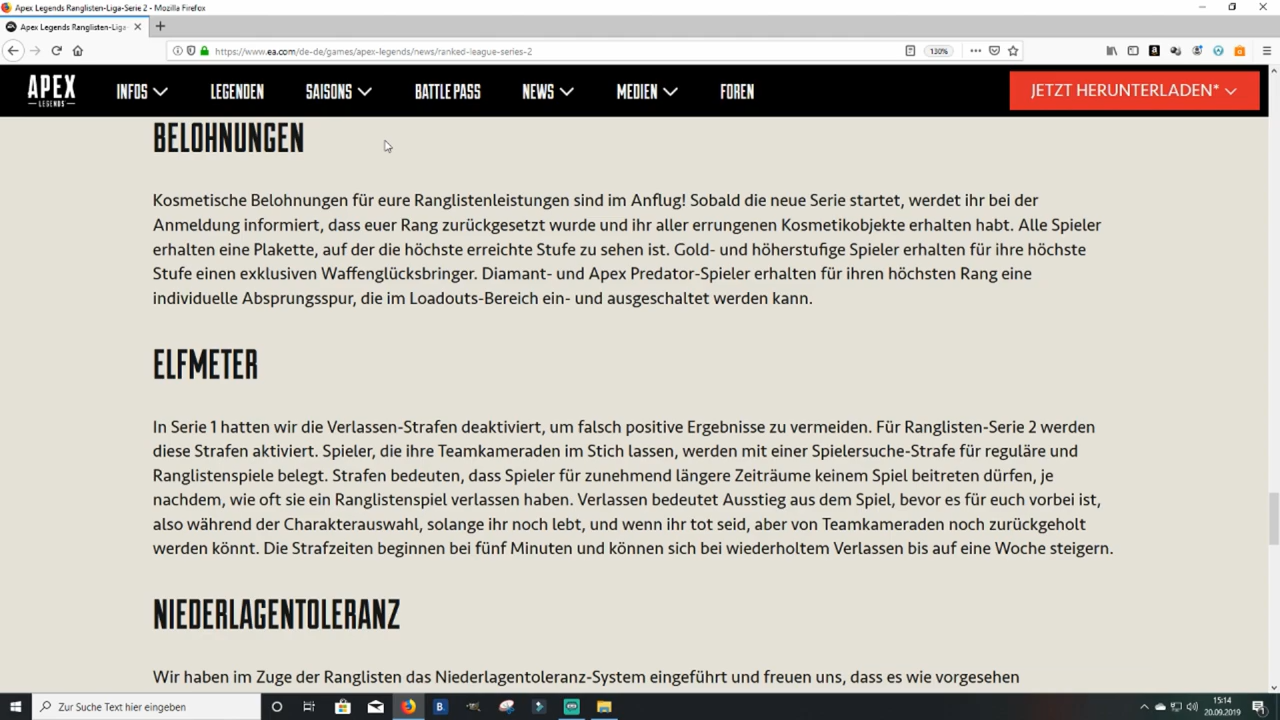 Apex Legends Ranglisten-Liga-Serie 2 - Mozilla Firefox
Apex Legends Ranglisten-Liga-
https://www.ea.com/de-de/games/apex-legends/news/ranked-league-series-2
130%
APEX
LEGENDS
INFOS
LEGENDEN
SAISONS
BATTLE PASS
NEWS
MEDIEN
FOREN
JETZT HERUNTERLADEN*
BELOHNUNGEN
Kosmetische Belohnungen für eure Ranglistenleistungen sind im Anflug! Sobald die neue Serie startet, werdet ihr bei der
Anmeldung informiert, dass euer Rang zurückgesetzt wurde und ihr aller errungenen Kosmetikobjekte erhalten habt. Alle Spieler
erhalten eine Plakette, auf der die höchste erreichte Stufe zu sehen ist. Gold- und höherstufige Spieler erhalten für ihre höchste
Stufe einen exklusiven Waffenglücksbringer. Diamant- und Apex Predator-Spieler erhalten für ihren höchsten Rang eine
individuelle Absprungsspur, die im Loadouts-Bereich ein- und ausgeschaltet werden kann.
ELFMETER
In Serie 1 hatten wir die Verlassen-Strafen deaktiviert, um falsch positive Ergebnisse zu vermeiden. Für Ranglisten-Serie 2 werden
diese Strafen aktiviert. Spieler, die ihre Teamkameraden im Stich lassen, werden mit einer Spielersuche-Strafe für reguläre und
Ranglistenspiele belegt. Strafen bedeuten, dass Spieler für zunehmend längere Zeiträume keinem Spiel beitreten dürfen, je
nachdem, wie oft sie ein Ranglistenspiel verlassen haben. Verlassen bedeutet Ausstieg aus dem Spiel, bevor es für euch vorbei ist,
also während der Charakterauswahl, solange ihr noch lebt, und wenn ihr tot seid, aber von Teamkameraden noch zurückgeholt
werden könnt. Die Strafzeiten beginnen bei fünf Minuten und können sich bei wiederholtem Verlassen bis auf eine Woche steigern.
NIEDERLAGENTOLERANZ
Wir haben im Zuge der Ranglisten das Niederlagentoleranz-System eingeführt und freuen uns, dass es wie vorgesehen
Zur Suche Text hier eingeben
15:14
20.09.2019